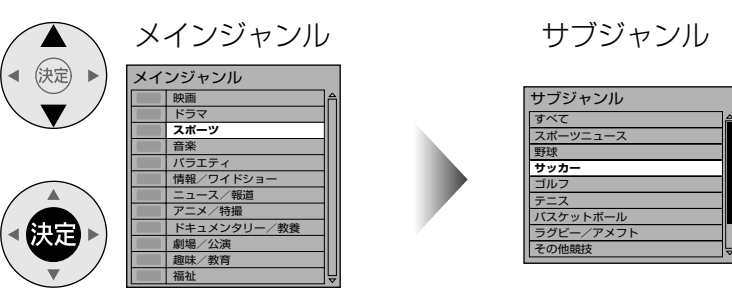 メインジャンル
サブジャンル
決定
メインジャンル
映画
ドラマ
スポーツ
音楽
バラエティ
情報／ワイドショー
ニュース／報道
アニメ／特撮
ドキュメンタリー／教養
劇場／公演
趣味／教育
福祉
サブジャンル
すべて
スポーツニュース
野球
サッカー
ゴルフ
テニス
バスケットボール
ラグビー／アメフト
その他競技
決定